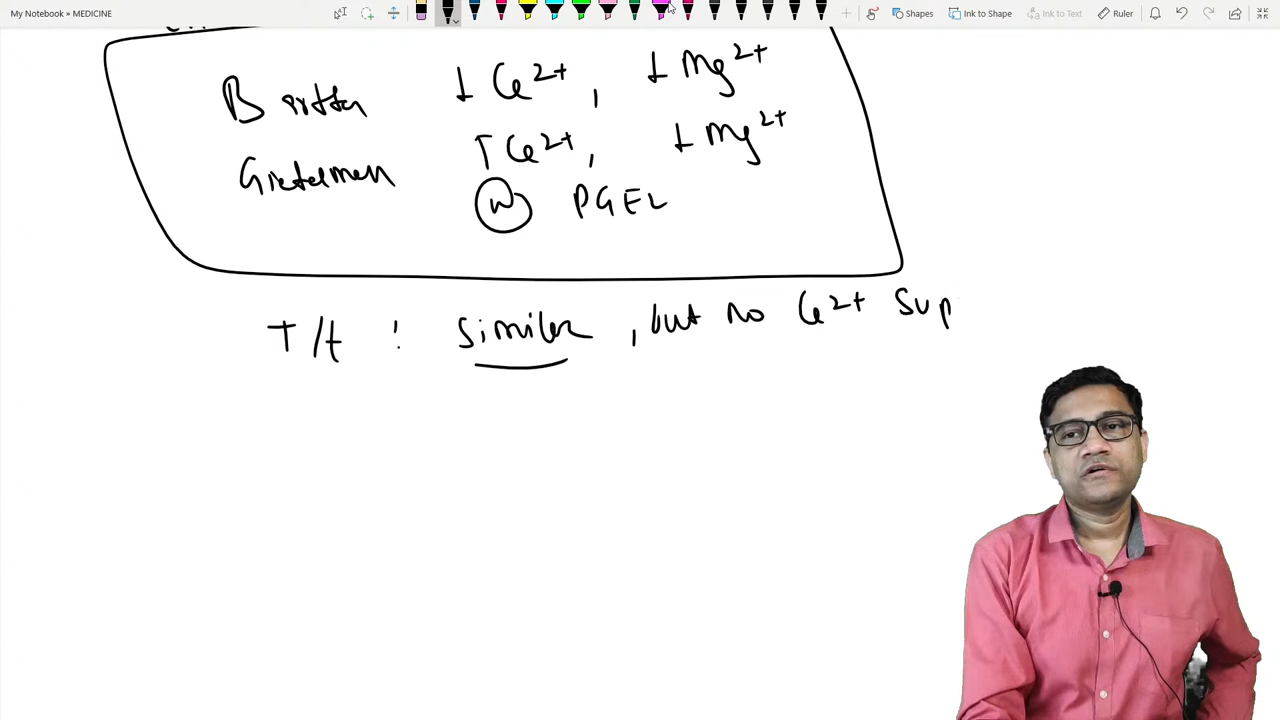 My Notebook » MEDICINE
Shapes Ink to Shape Ink to Text Ruler
Bartter ↓ Ca2+, ↓ Mg2+
Gitelman ↑ Ca2+, ↓ Mg2+
N PGE2
T/t : Similar, but no Ca2+ Sup